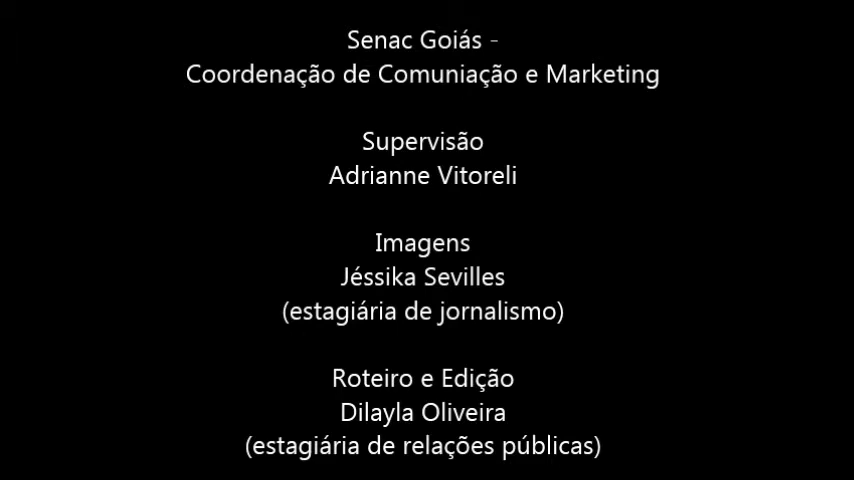 Senac Goiás -
Coordenação de Comuniação e Marketing
Supervisão
Adrianne Vitoreli
Imagens
Jéssika Sevilles
(estagiária de jornalismo)
Roteiro e Edição
Dilayla Oliveira
(estagiária de relações públicas)